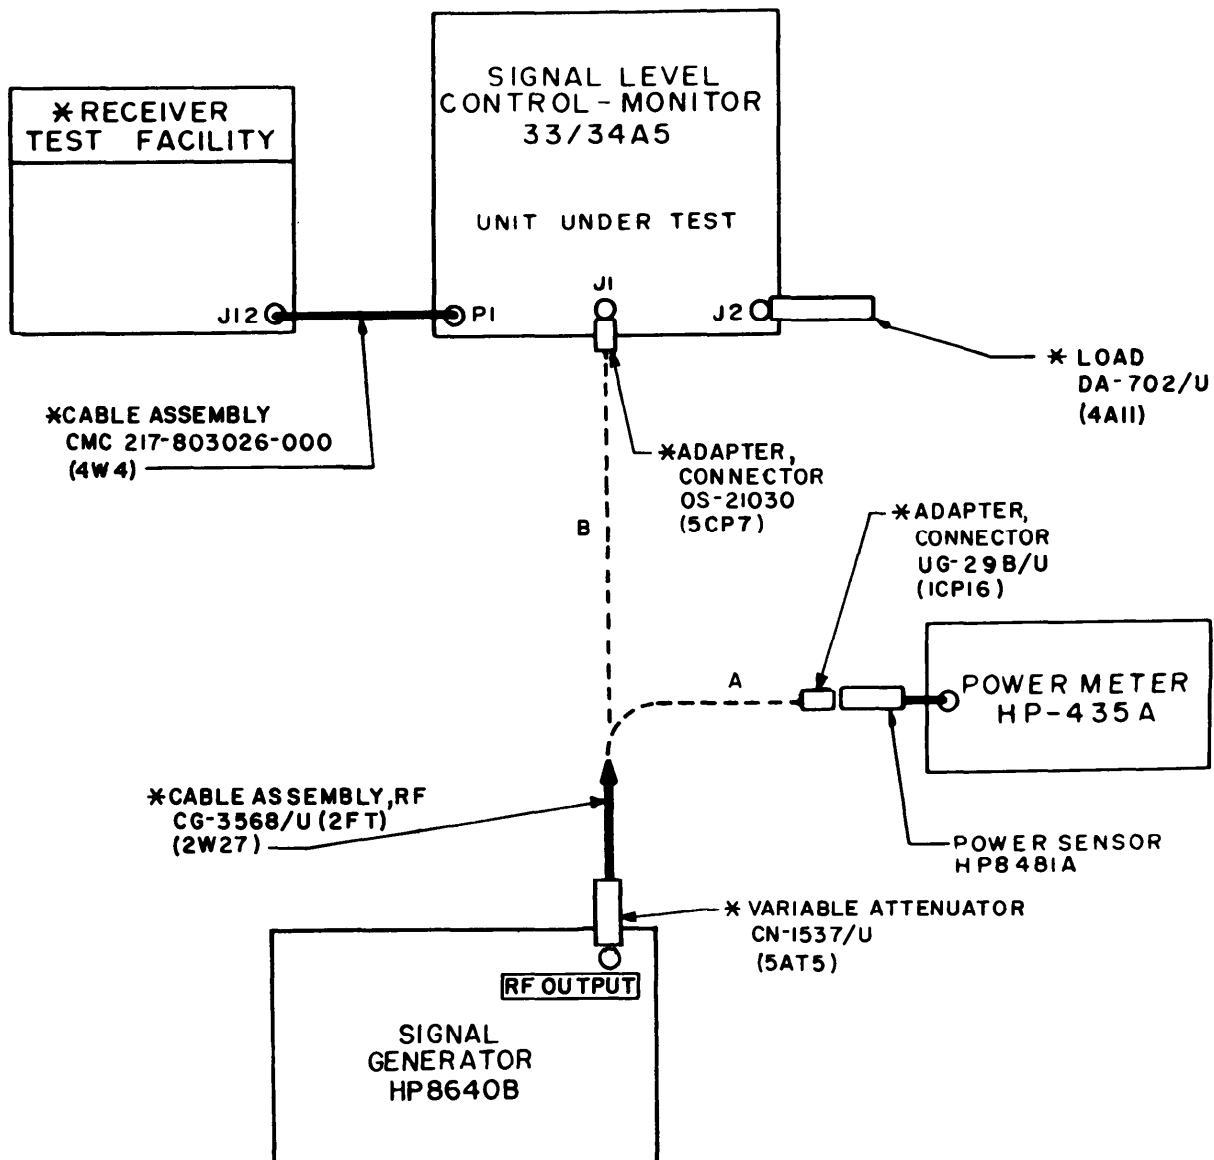 SIGNAL LEVEL
CONTROL-MONITOR
33/34A5
UNIT UNDER TEST
*RECEIVER
TEST FACILITY
J12
P1
J1
J2
* LOAD
DA-702/U
(4A11)
*CABLE ASSEMBLY
CMC 217-803026-000
(4W4)
*ADAPTER,
CONNECTOR
OS-21030
(5CP7)
B
*ADAPTER,
CONNECTOR
UG-29B/U
(1CP16)
A
POWER METER
HP-435A
*CABLE ASSEMBLY,RF
CG-3568/U(2FT)
(2W27)
POWER SENSOR
HP8481A
* VARIABLE ATTENUATOR
CN-1537/U
(5AT5)
RF OUTPUT
SIGNAL
GENERATOR
HP8640B